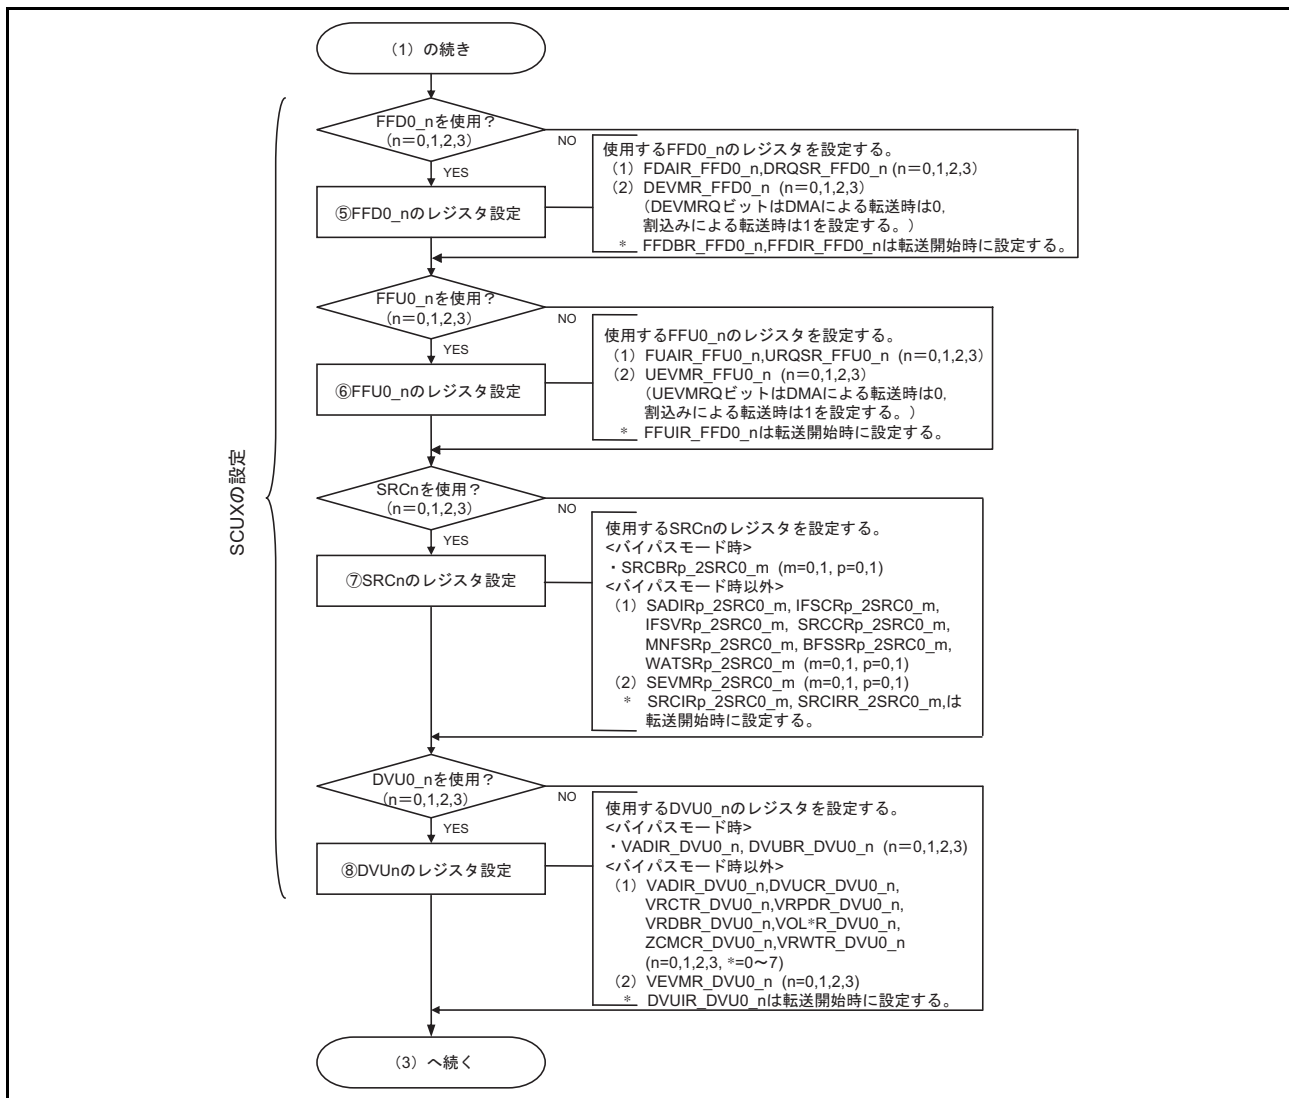 （1）の続き
FFD0_nを使用？
（n＝0,1,2,3）
NO
YES
⑤FFD0_nのレジスタ設定
使用するFFD0_nのレジスタを設定する。
（1）FDAIR_FFD0_n,DRQSR_FFD0_n (n＝0,1,2,3）
（2）DEVMR_FFD0_n（n＝0,1,2,3）
（DEVMRQビットはDMAによる転送時は0,
割込みによる転送時は1を設定する。）
* FFDBR_FFD0_n,FFDIR_FFD0_nは転送開始時に設定する。
FFU0_nを使用？
（n＝0,1,2,3）
NO
YES
⑥FFU0_nのレジスタ設定
使用するFFU0_nのレジスタを設定する。
（1）FUAIR_FFU0_n,URQSR_FFU0_n（n＝0,1,2,3）
（2）UEVMR_FFU0_n（n＝0,1,2,3）
（UEVMRQビットはDMAによる転送時は0,
割込みによる転送時は1を設定する。）
* FFUIR_FFD0_nは転送開始時に設定する。
SCUXの設定
SRCnを使用？
（n＝0,1,2,3）
NO
YES
⑦SRCnのレジスタ設定
使用するSRCnのレジスタを設定する。
<バイパスモード時>
・SRCBRp_2SRC0_m (m=0,1, p=0,1)
<バイパスモード時以外>
（1）SADIRp_2SRC0_m, IFSCRp_2SRC0_m,
IFSVRp_2SRC0_m, SRCCRp_2SRC0_m,
MNFSRp_2SRC0_m, BFSSRp_2SRC0_m,
WATSRp_2SRC0_m (m=0,1, p=0,1)
（2）SEVMRp_2SRC0_m (m=0,1, p=0,1)
* SRCIRp_2SRC0_m, SRCIRR_2SRC0_m,は
転送開始時に設定する。
DVU0_nを使用？
（n＝0,1,2,3）
NO
YES
⑧DVUnのレジスタ設定
使用するDVU0_nのレジスタを設定する。
<バイパスモード時>
・VADIR_DVU0_n, DVUBR_DVU0_n (n＝0,1,2,3)
<バイパスモード時以外>
（1）VADIR_DVU0_n,DVUCR_DVU0_n,
VRCTR_DVU0_n,VRPDR_DVU0_n,
VRDBR_DVU0_n,VOL*R_DVU0_n,
ZCMCR_DVU0_n,VRWTR_DVU0_n
(n=0,1,2,3, *=0～7)
（2）VEVMR_DVU0_n (n=0,1,2,3)
* DVUIR_DVU0_nは転送開始時に設定する。
（3）へ続く